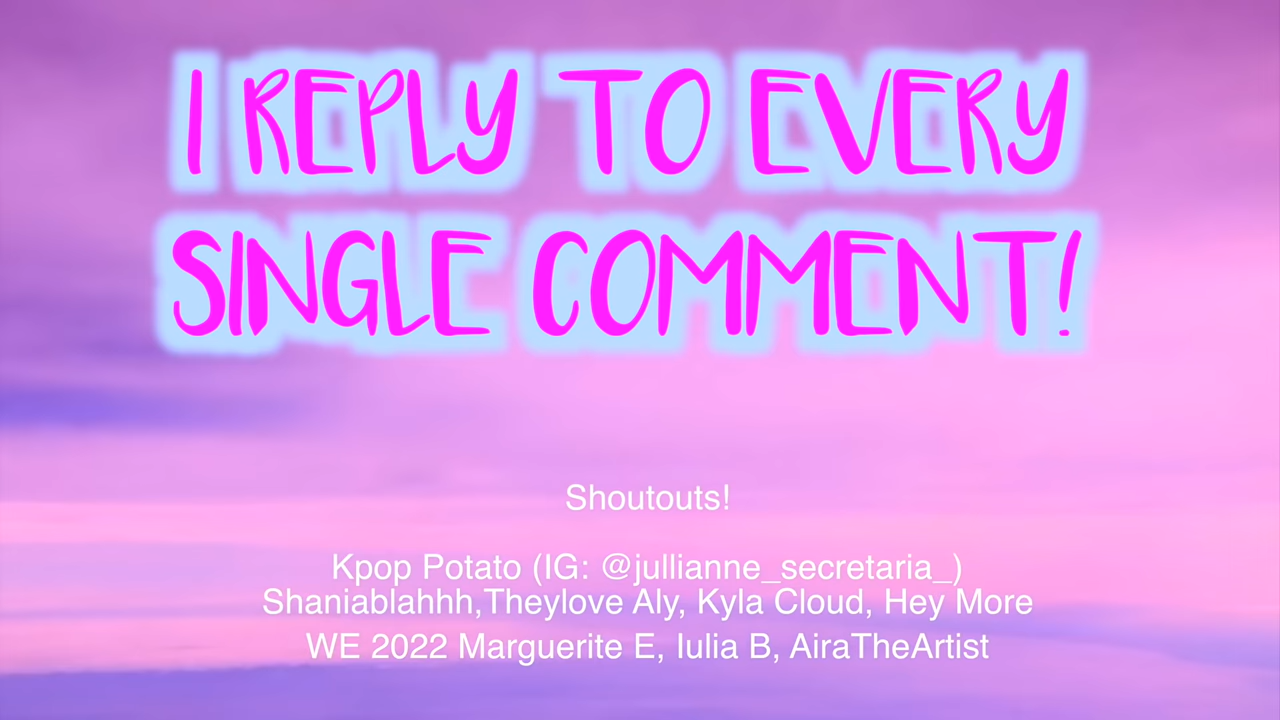 I REPLY TO EVERY
SINGLE COMMENT!
Shoutouts!
Kpop Potato (IG: @jullianne_secretaria_)
Shaniablahhh,Theylove Aly, Kyla Cloud, Hey More
WE 2022 Marguerite E, Iulia B, AiraTheArtist